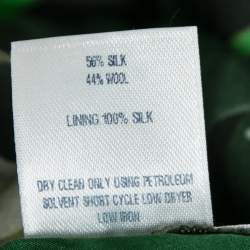 56% SILK
44% WOOL
LINING 100% SILK
DRY CLEAN ONLY USING PETROLEUM
SOLVENT SHORT CYCLE LOW DRYER
LOW IRON